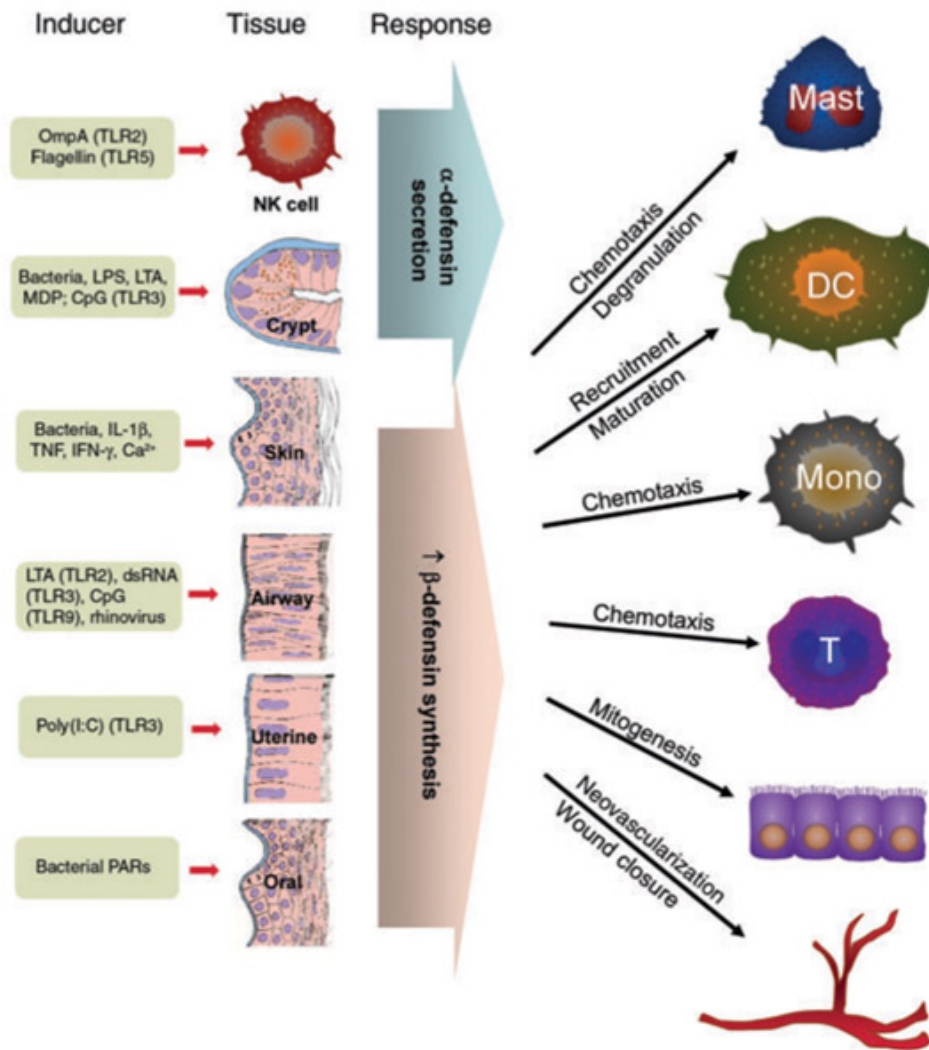 Inducer
Tissue
Response
OmpA (TLR2)
Flagellin (TLR5)
NK cell
Bacteria, LPS, LTA,
MDP; CpG (TLR3)
Crypt
Bacteria, IL-1β,
TNF, IFN-γ, Ca²⁺
Skin
LTA (TLR2), dsRNA
(TLR3), CpG
(TLR9), rhinovirus
Airway
Poly(I:C) (TLR3)
Uterine
Bacterial PARs
Oral
α-defensin
secretion
↑ β-defensin synthesis
Chemotaxis
Degranulation
Mast
Recruitment
Maturation
DC
Chemotaxis
Mono
Chemotaxis
T
Mitogenesis
Neovascularization
Wound closure